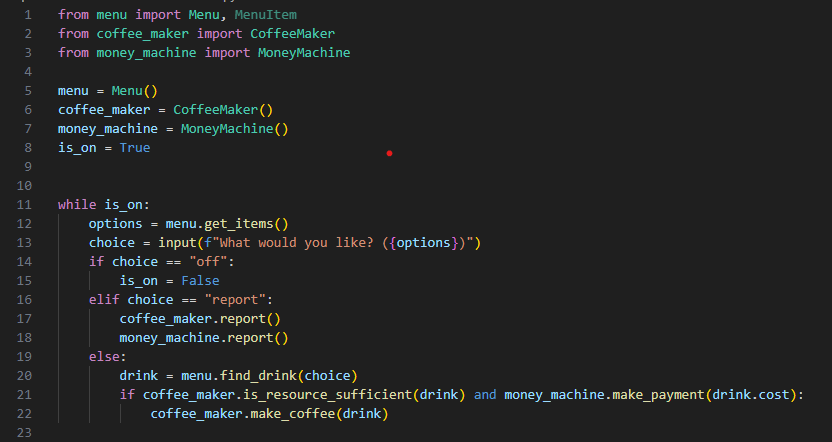 1 from menu import Menu, MenuItem
2 from coffee_maker import CoffeeMaker
3 from money_machine import MoneyMachine
4
5 menu = Menu()
6 coffee_maker = CoffeeMaker()
7 money_machine = MoneyMachine()
8 is_on = True
9
10
11 while is_on:
12     options = menu.get_items()
13     choice = input(f"What would you like? ({options})")
14     if choice == "off":
15         is_on = False
16     elif choice == "report":
17         coffee_maker.report()
18         money_machine.report()
19     else:
20         drink = menu.find_drink(choice)
21         if coffee_maker.is_resource_sufficient(drink) and money_machine.make_payment(drink.cost):
22             coffee_maker.make_coffee(drink)
23